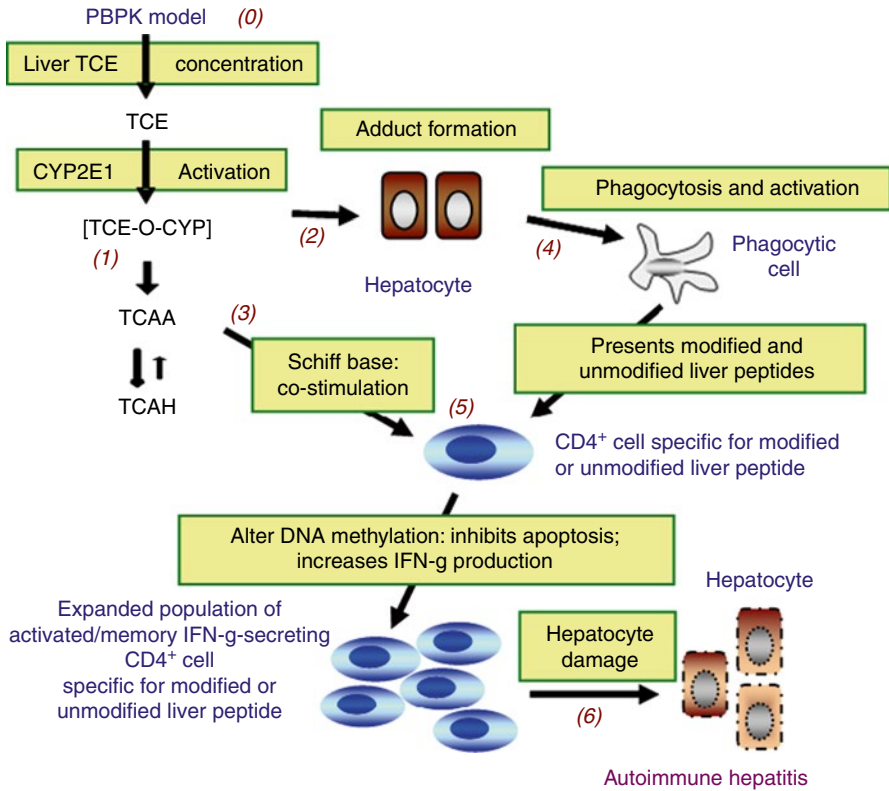 PBPK model (0)
Liver TCE concentration
TCE
CYP2E1 Activation
[TCE-O-CYP]
(1)
TCAA
TCAH
(2)
Adduct formation
Hepatocyte
(4)
Phagocytosis and activation
Phagocytic
cell
(3)
Schiff base:
co-stimulation
Presents modified and
unmodified liver peptides
(5)
CD4⁺ cell specific for modified
or unmodified liver peptide
Alter DNA methylation: inhibits apoptosis;
increases IFN-g production
Expanded population of
activated/memory IFN-g-secreting
CD4⁺ cell
specific for modified or
unmodified liver peptide
Hepatocyte
damage
(6)
Hepatocyte
Autoimmune hepatitis